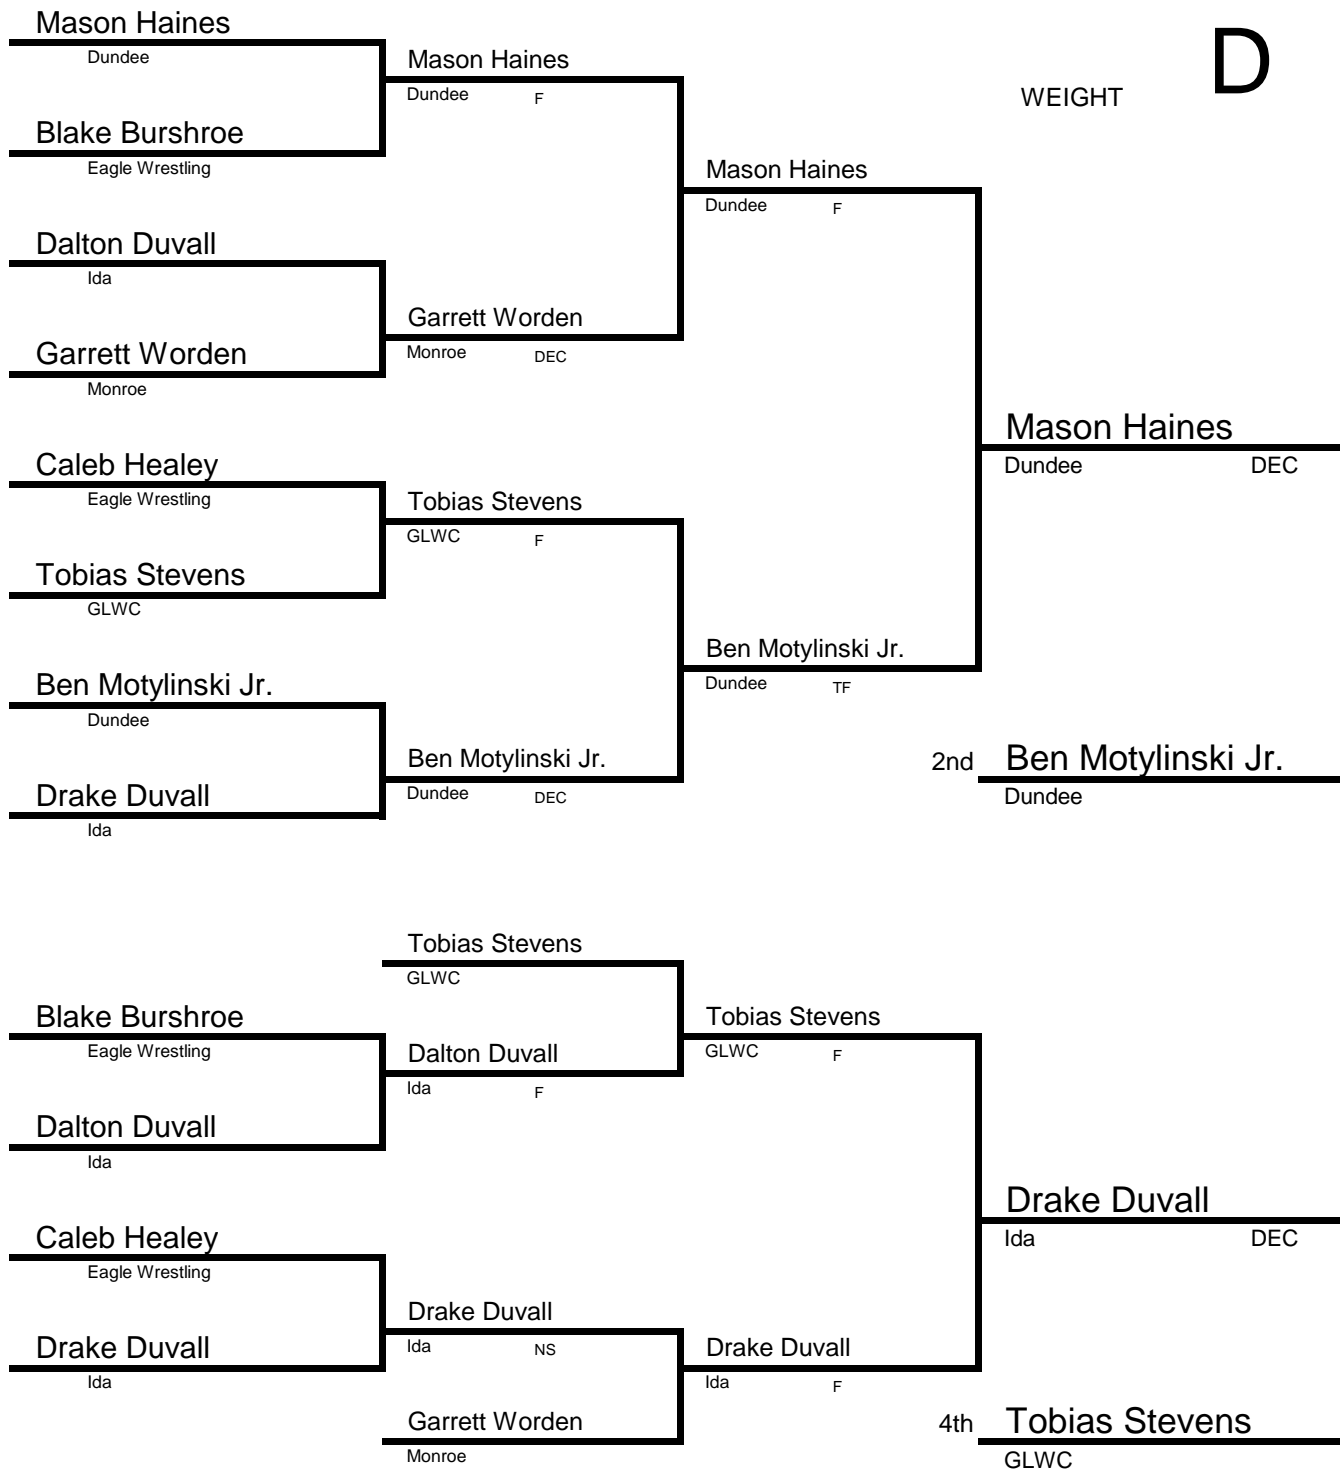 Mason Haines
Dundee
Mason Haines
Dundee F
WEIGHT D
Blake Burshroe
Eagle Wrestling
Mason Haines
Dundee F
Dalton Duvall
Ida
Garrett Worden
Monroe DEC
Garrett Worden
Monroe
Mason Haines
Dundee DEC
Caleb Healey
Eagle Wrestling
Tobias Stevens
GLWC F
Tobias Stevens
GLWC
Ben Motylinski Jr.
Dundee TF
Ben Motylinski Jr.
Dundee
Ben Motylinski Jr.
Dundee DEC
2nd Ben Motylinski Jr.
Dundee
Drake Duvall
Ida
Tobias Stevens
GLWC
Blake Burshroe
Eagle Wrestling
Tobias Stevens
GLWC F
Dalton Duvall
Ida F
Dalton Duvall
Ida
Drake Duvall
Ida DEC
Caleb Healey
Eagle Wrestling
Drake Duvall
Ida NS
Drake Duvall
Ida
Drake Duvall
Ida F
Garrett Worden
Monroe
4th Tobias Stevens
GLWC